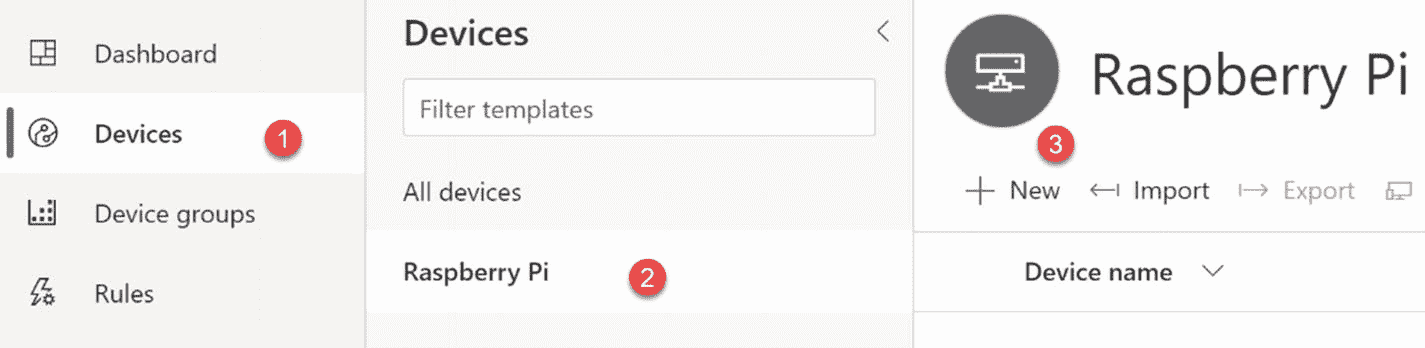 Dashboard
Devices
1
Device groups
Rules
Devices
Filter templates
All devices
Raspberry Pi
2
Raspberry Pi
3
New Import Export
Device name